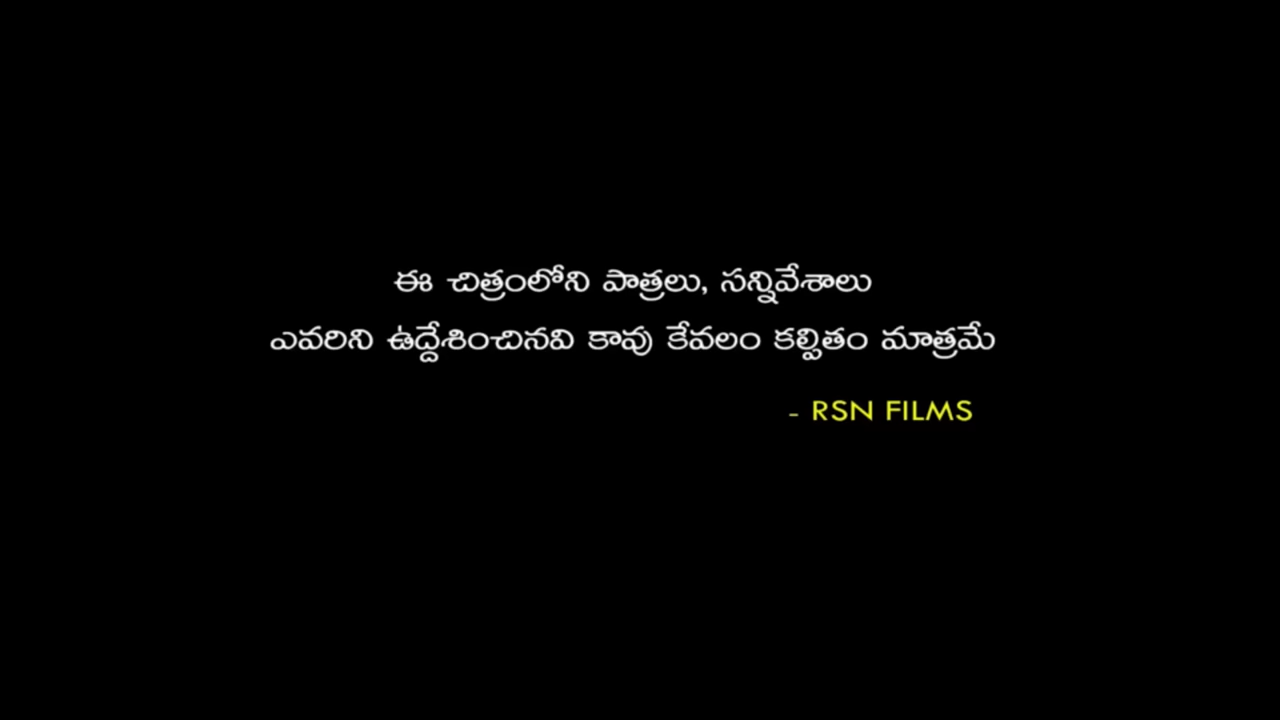 ఈ చిత్రంలోని పాత్రలు, సన్నివేశాలు
ఎవరిని ఉద్దేశించినవి కావు కేవలం కల్పితం మాత్రమే
- RSN FILMS